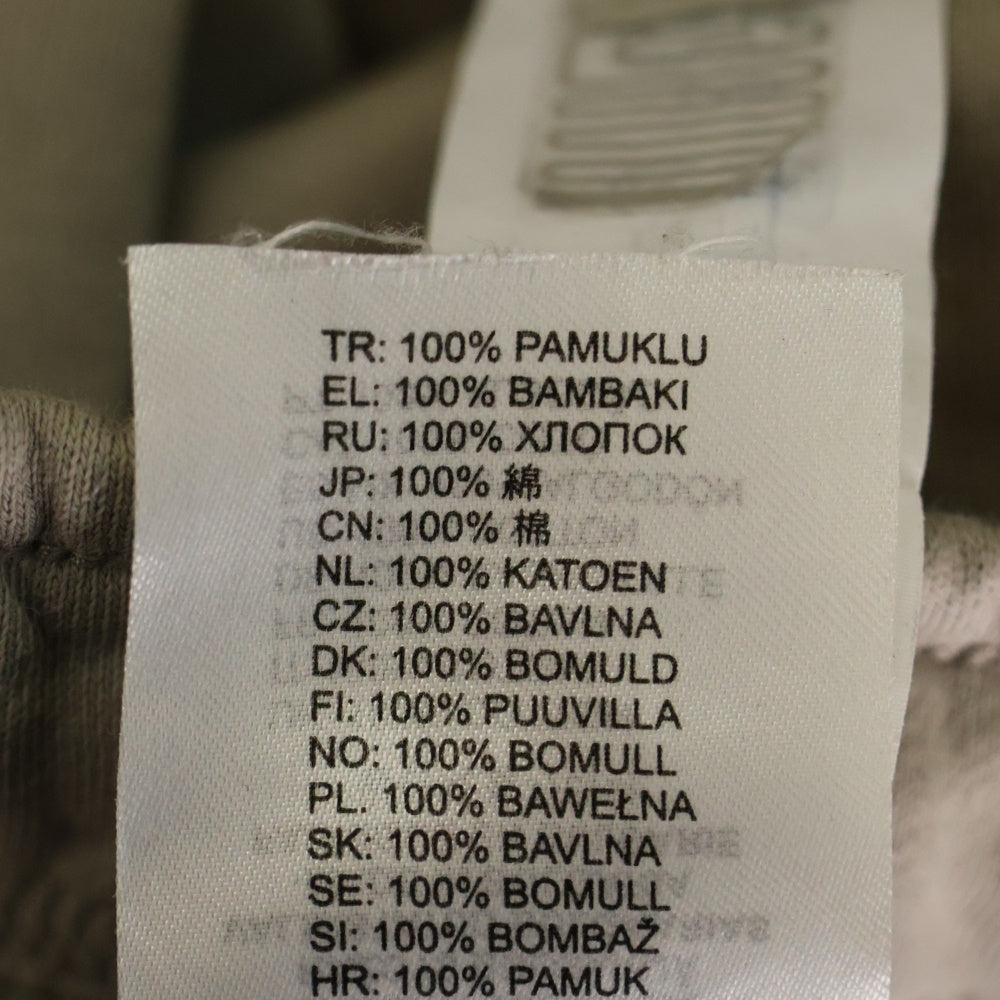 TR: 100% PAMUKLU
EL: 100% BAMBAKI
RU: 100% ХЛОПОК
JP: 100% 綿
CN: 100% 棉
NL: 100% KATOEN
CZ: 100% BAVLNA
DK: 100% BOMULD
FI: 100% PUUVILLA
NO: 100% BOMULL
PL. 100% BAWEŁNA
SK: 100% BAVLNA
SE: 100% BOMULL
SI: 100% BOMBAŽ
HR: 100% PAMUK